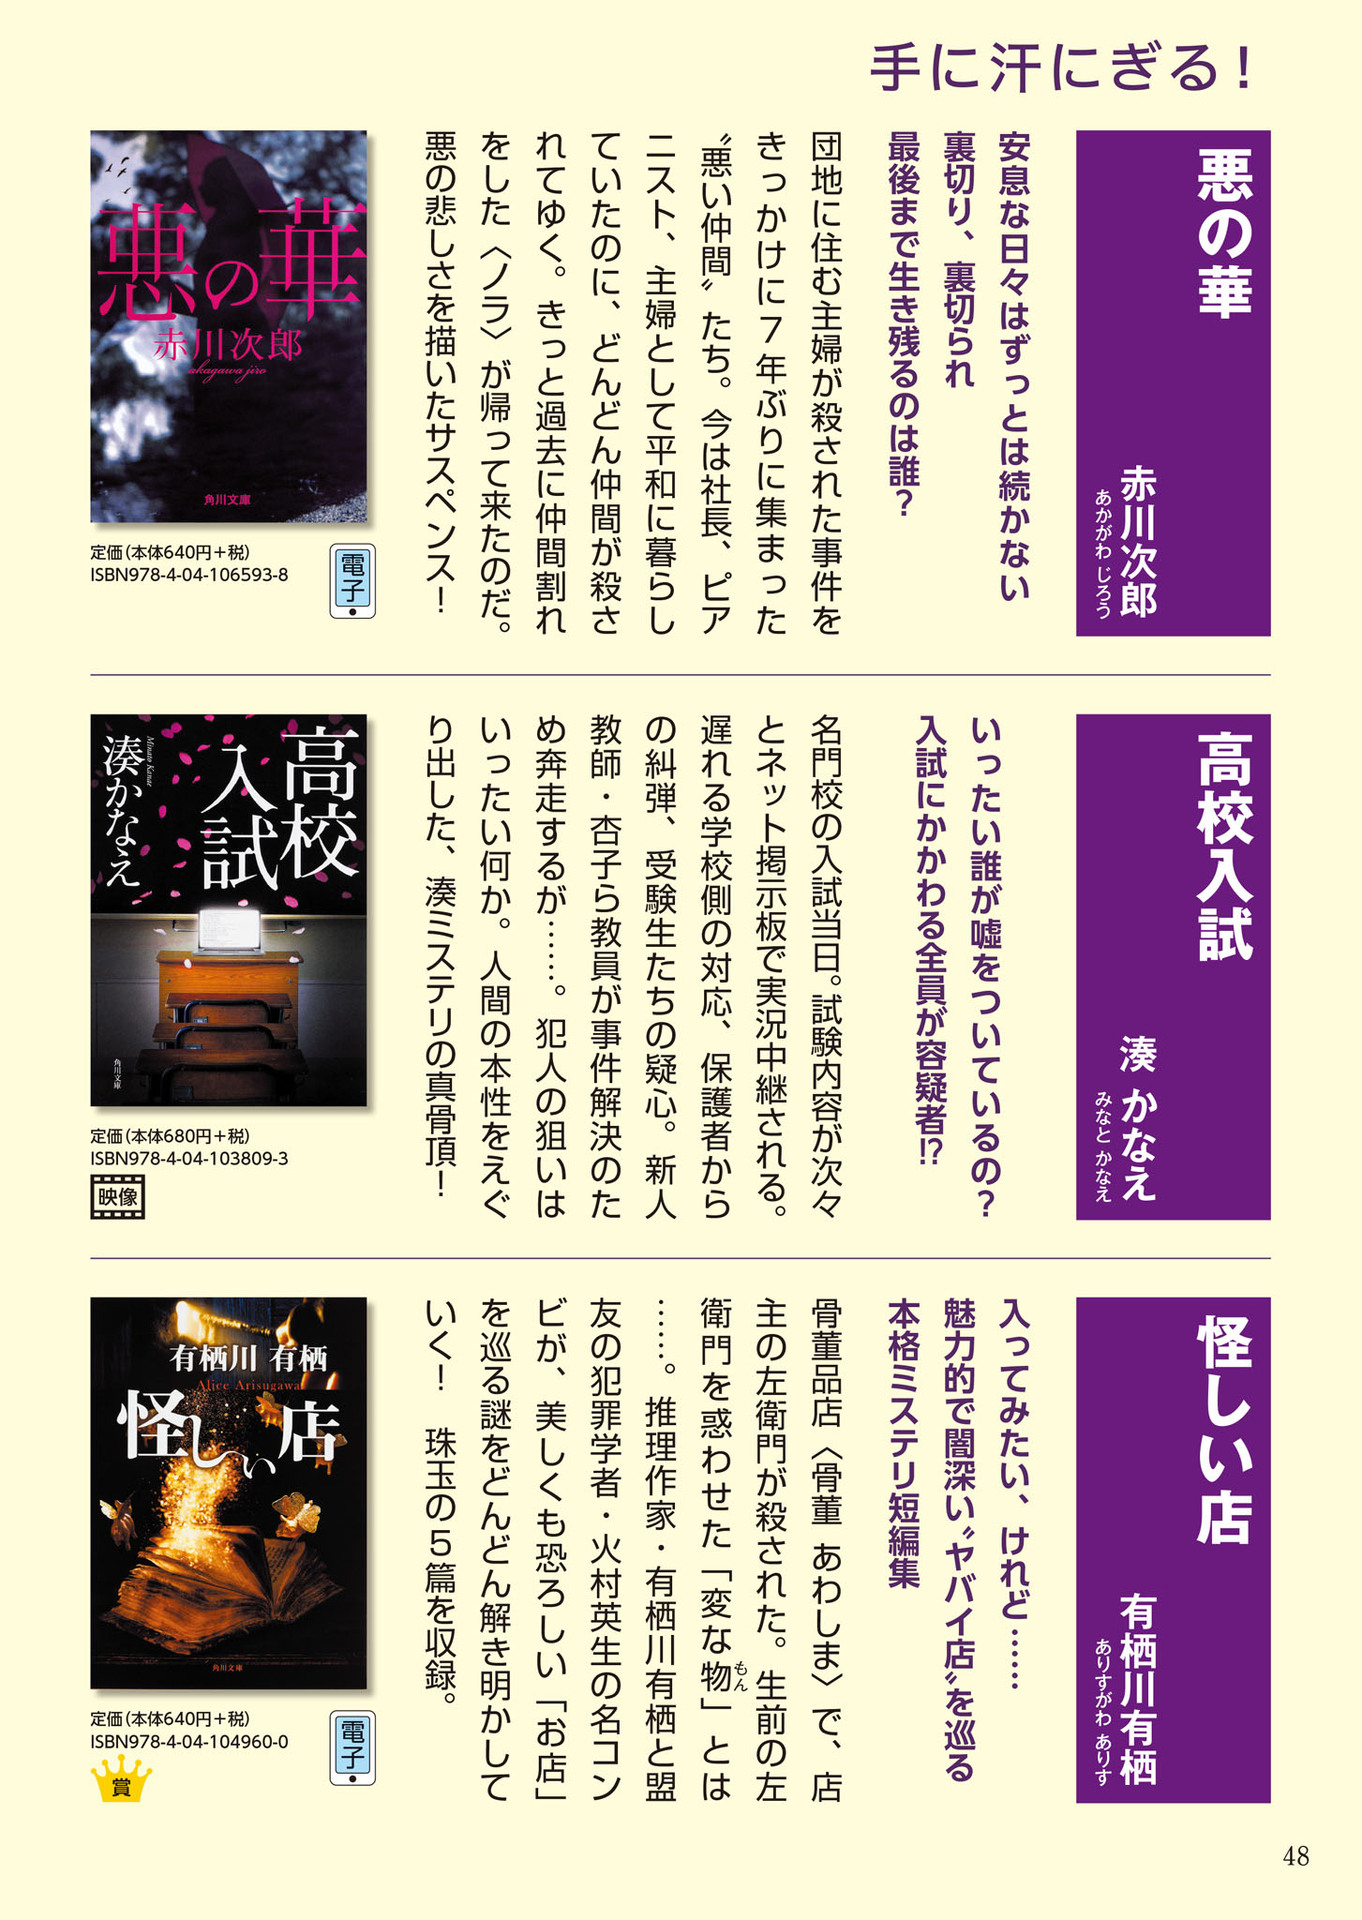 手に汗にぎる!
悪の華
赤川次郎
あかがわ じろう
安息な日々はずっとは続かない
裏切り、裏切られ
最後まで生き残るのは誰?
団地に住む主婦が殺された事件を
きっかけに7年ぶりに集まった
〝悪い仲間〟たち。今は社長、ピア
ニスト、主婦として平和に暮らし
ていたのに、どんどん仲間が殺さ
れてゆく。きっと過去に仲間割れ
をした〈ノラ〉が帰って来たのだ。
悪の悲しさを描いたサスペンス!
悪の華
赤川次郎
akagawa jiro
角川文庫
定価(本体640円+税)
ISBN978-4-04-106593-8
電子
高校入試
湊 かなえ
みなと かなえ
いったい誰が嘘をついているの?
入試にかかわる全員が容疑者!?
名門校の入試当日。試験内容が次々
とネット掲示板で実況中継される。
遅れる学校側の対応、保護者から
の糾弾、受験生たちの疑心。新人
教師・杏子ら教員が事件解決のた
め奔走するが……。犯人の狙いは
いったい何か。人間の本性をえぐ
り出した、湊ミステリの真骨頂!
高校
入試
Minato Kanae
湊かなえ
角川文庫
定価(本体680円+税)
ISBN978-4-04-103809-3
映像
怪しい店
有栖川有栖
ありすがわ ありす
入ってみたい、けれど……
魅力的で闇深い〝ヤバイ店〟を巡る
本格ミステリ短編集
骨董品店〈骨董 あわしま〉で、店
主の左衛門が殺された。生前の左
衛門を惑わせた「変な物」とは
もん
……。推理作家・有栖川有栖と盟
友の犯罪学者・火村英生の名コン
ビが、美しくも恐ろしい「お店」
を巡る謎をどんどん解き明かして
いく! 珠玉の5篇を収録。
有栖川 有栖
Alice Arisugawa
怪しい店
角川文庫
定価(本体640円+税)
ISBN978-4-04-104960-0
電子
賞
48